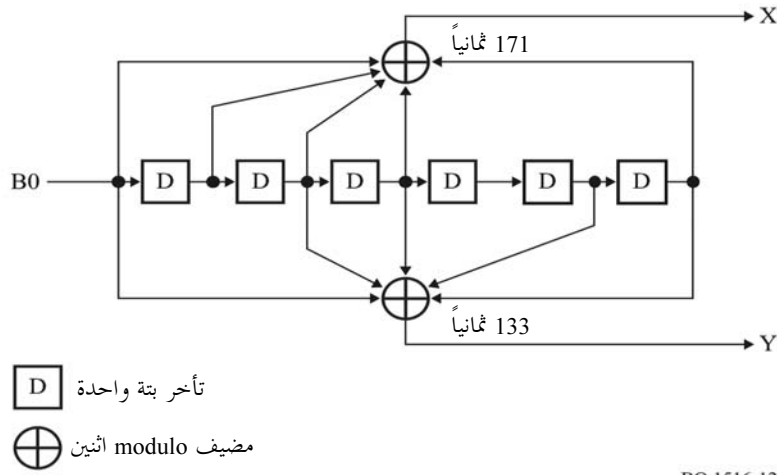 X
171 ثمانياً
B0 D D D D D D
133 ثمانياً
Y
D تأخر بتة واحدة
مضيف modulo اثنين